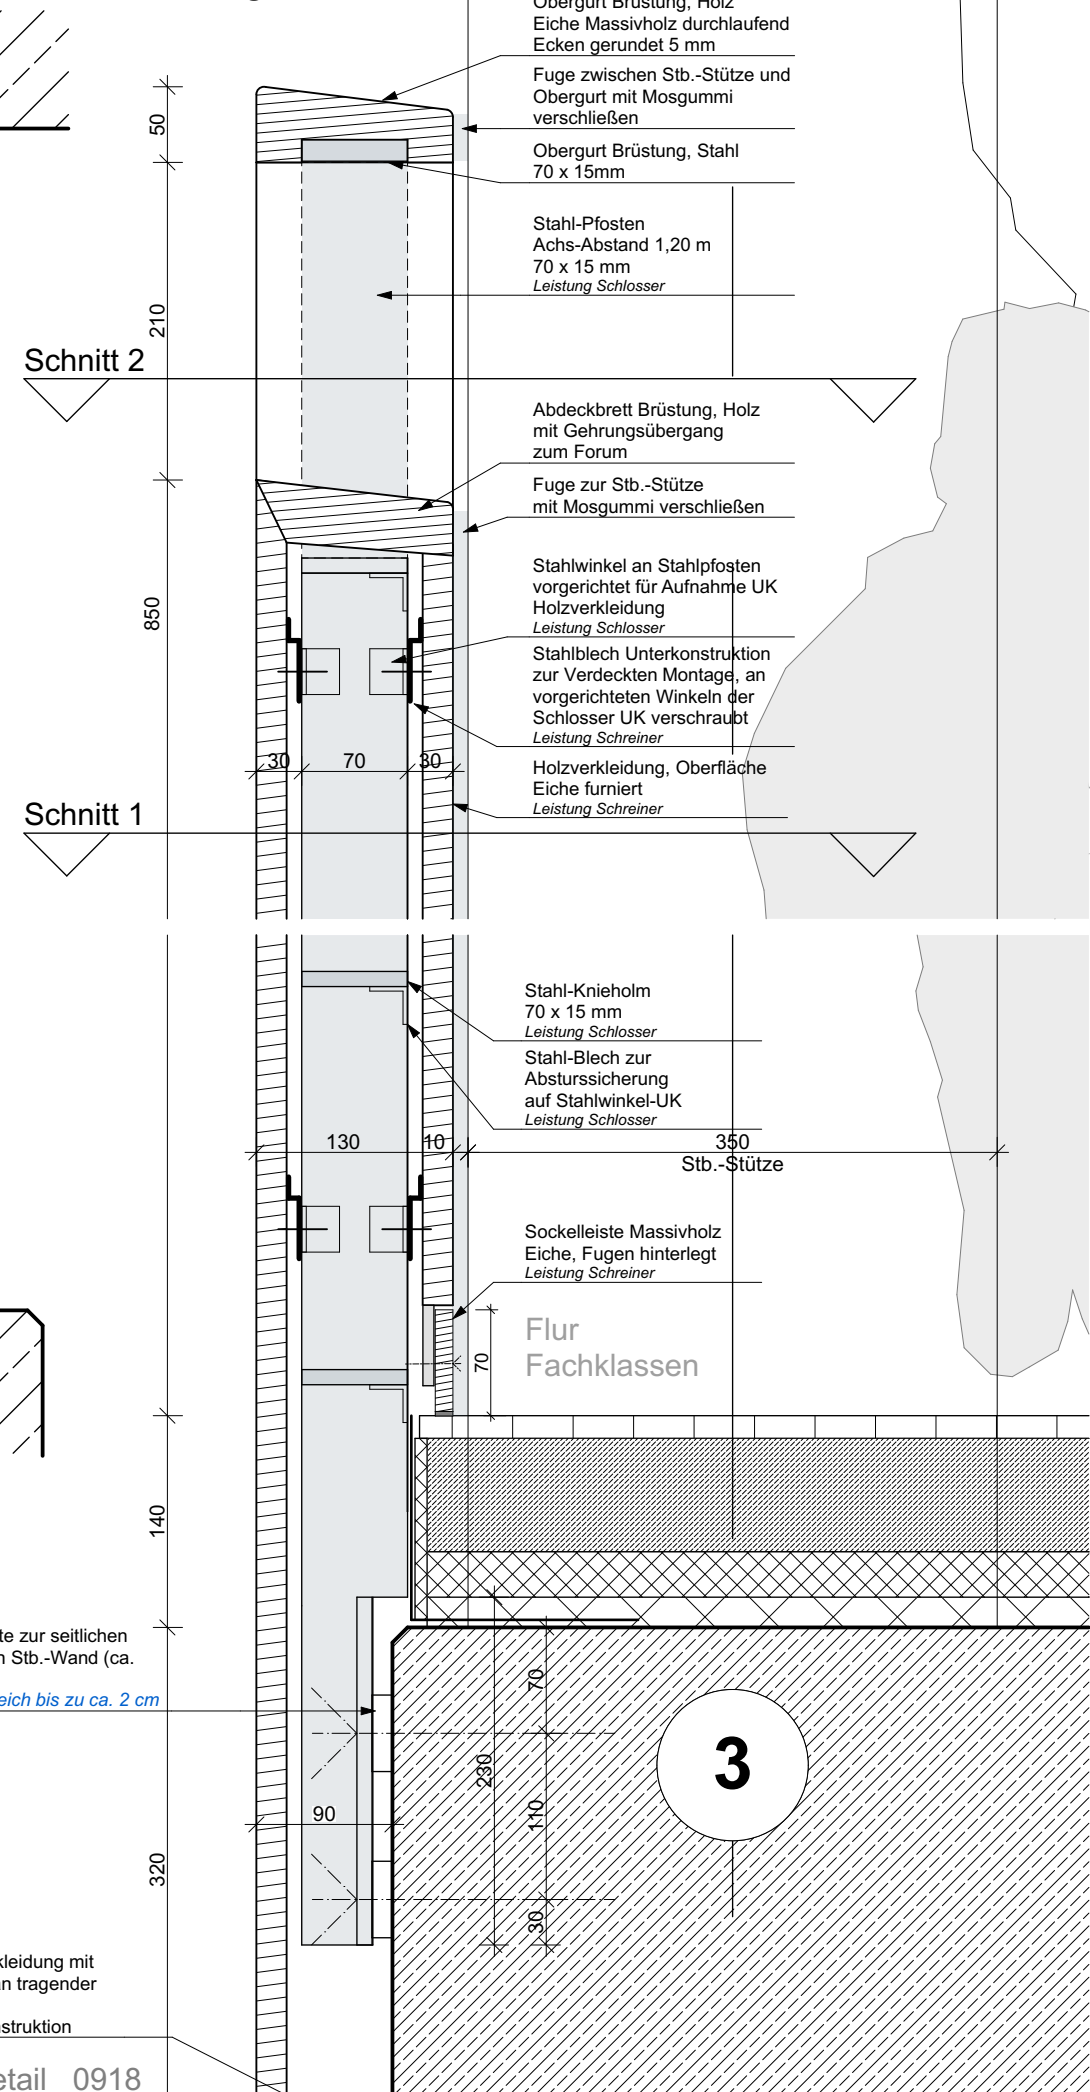 Obergurt Brüstung, Holz
Eiche Massivholz durchlaufend
Ecken gerundet 5 mm
Fuge zwischen Stb.-Stütze und
Obergurt mit Mosgummi
verschließen
50
Obergurt Brüstung, Stahl
70 x 15mm
Stahl-Pfosten
Achs-Abstand 1,20 m
70 x 15 mm
Leistung Schlosser
210
Schnitt 2
Abdeckbrett Brüstung, Holz
mit Gehrungsübergang
zum Forum
Fuge zur Stb.-Stütze
mit Mosgummi verschließen
Stahlwinkel an Stahlpfosten
vorgerichtet für Aufnahme UK
Holzverkleidung
Leistung Schlosser
850
Stahlblech Unterkonstruktion
zur Verdeckten Montage, an
vorgerichteten Winkeln der
Schlosser UK verschraubt
Leistung Schreiner
30 70 30
Holzverkleidung, Oberfläche
Eiche furniert
Leistung Schreiner
Schnitt 1
Stahl-Knieholm
70 x 15 mm
Leistung Schlosser
Stahl-Blech zur
Absturssicherung
auf Stahlwinkel-UK
Leistung Schlosser
130 10 350
Stb.-Stütze
Sockelleiste Massivholz
Eiche, Fugen hinterlegt
Leistung Schreiner
70
Flur
Fachklassen
140
te zur seitlichen
n Stb.-Wand (ca.
eich bis zu ca. 2 cm
70
230
3
110
90
320
30
kleidung mit
an tragender
nstruktion
etail 0918